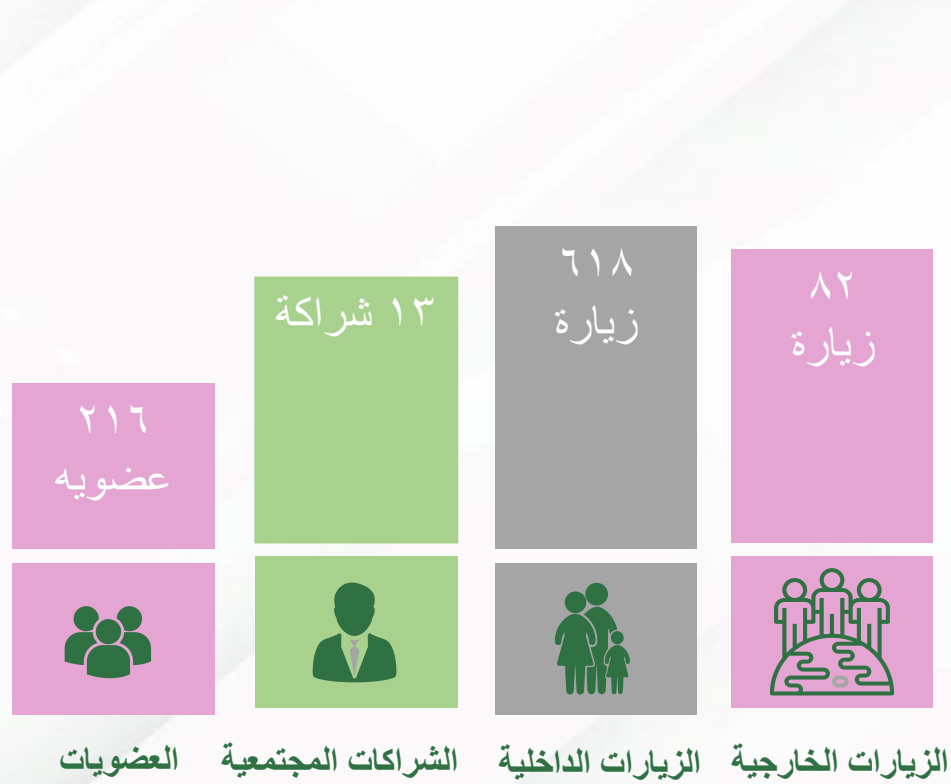 ٨٢
زيارة
٦١٨
زيارة
١٣ شراكة
٢١٦
عضويه
الزيارات الخارجية
الزيارات الداخلية
الشراكات المجتمعية
العضويات